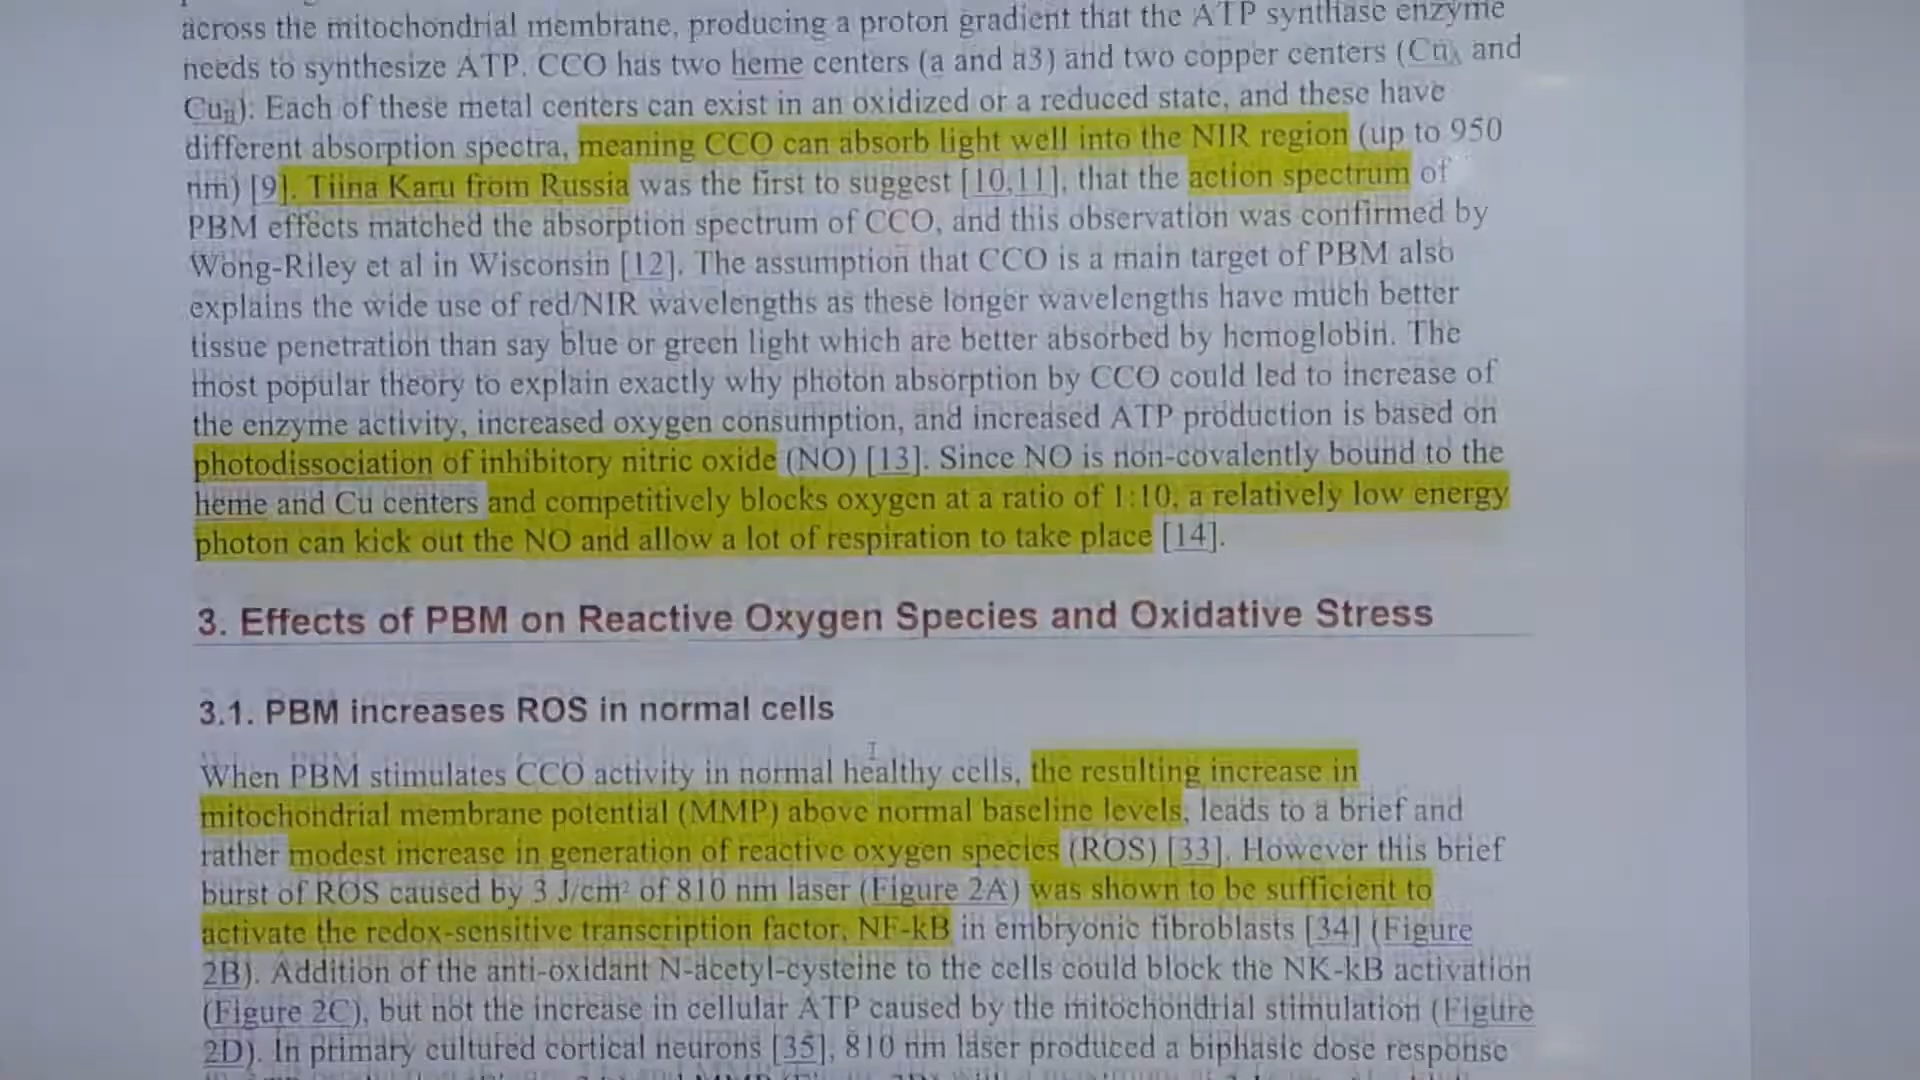 across the mitochondrial membrane, producing a proton gradient that the ATP synthase enzyme
needs to synthesize ATP. CCO has two heme centers (a and a3) and two copper centers (CuA and
CuB): Each of these metal centers can exist in an oxidized or a reduced state, and these have
different absorption spectra, meaning CCO can absorb light well into the NIR region (up to 950
nm) [9]. Tiina Karu from Russia was the first to suggest [10,11], that the action spectrum of
PBM effects matched the absorption spectrum of CCO, and this observation was confirmed by
Wong-Riley et al in Wisconsin [12]. The assumption that CCO is a main target of PBM also
explains the wide use of red/NIR wavelengths as these longer wavelengths have much better
tissue penetration than say blue or green light which are better absorbed by hemoglobin. The
most popular theory to explain exactly why photon absorption by CCO could led to increase of
the enzyme activity, increased oxygen consumption, and increased ATP production is based on
photodissociation of inhibitory nitric oxide (NO) [13]. Since NO is non-covalently bound to the
heme and Cu centers and competitively blocks oxygen at a ratio of 1:10, a relatively low energy
photon can kick out the NO and allow a lot of respiration to take place [14].
3. Effects of PBM on Reactive Oxygen Species and Oxidative Stress
3.1. PBM increases ROS in normal cells
When PBM stimulates CCO activity in normal healthy cells, the resulting increase in
mitochondrial membrane potential (MMP) above normal baseline levels, leads to a brief and
rather modest increase in generation of reactive oxygen species (ROS) [33]. However this brief
burst of ROS caused by 3 J/cm² of 810 nm laser (Figure 2A) was shown to be sufficient to
activate the redox-sensitive transcription factor, NF-kB in embryonic fibroblasts [34] (Figure
2B). Addition of the anti-oxidant N-acetyl-cysteine to the cells could block the NK-kB activation
(Figure 2C), but not the increase in cellular ATP caused by the mitochondrial stimulation (Figure
2D). In primary cultured cortical neurons [35], 810 nm laser produced a biphasic dose response